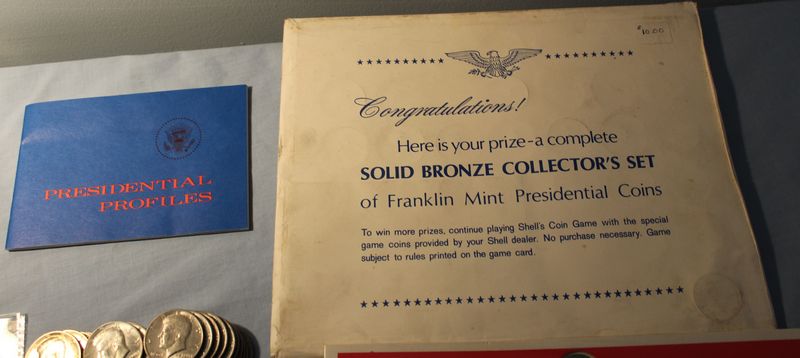 $10.00
Congratulations!
Here is your prize-a complete
SOLID BRONZE COLLECTOR'S SET
of Franklin Mint Presidential Coins
To win more prizes, continue playing Shell's Coin Game with the special
game coins provided by your Shell dealer. No purchase necessary. Game
subject to rules printed on the game card.
PRESIDENTIAL
PROFILES